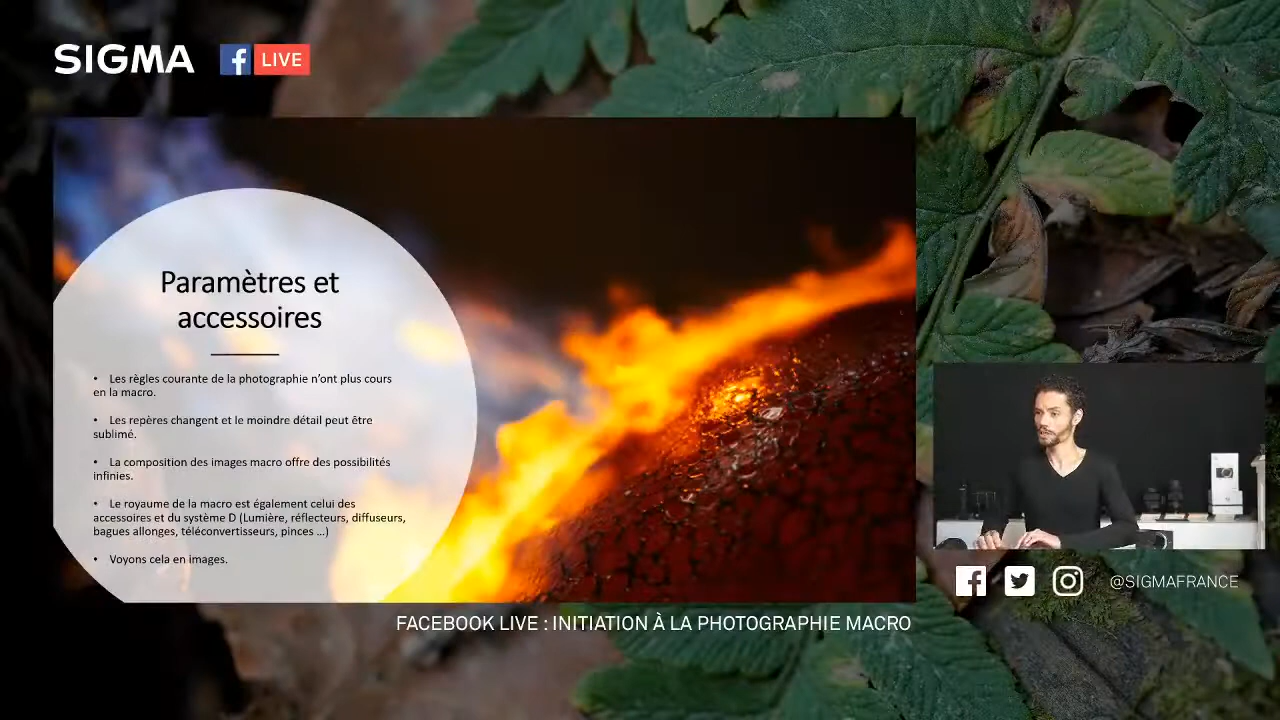 SIGMA
f LIVE
Paramètres et
accessoires
• Les règles courante de la photographie n'ont plus cours
en la macro.
• Les repères changent et le moindre détail peut être
sublimé.
• La composition des images macro offre des possibilités
infinies.
• Le royaume de la macro est également celui des
accessoires et du système D (Lumière, réflecteurs, diffuseurs,
bagues allonges, téléconvertisseurs, pinces ...)
• Voyons cela en images.
@SIGMAFRANCE
FACEBOOK LIVE : INITIATION À LA PHOTOGRAPHIE MACRO